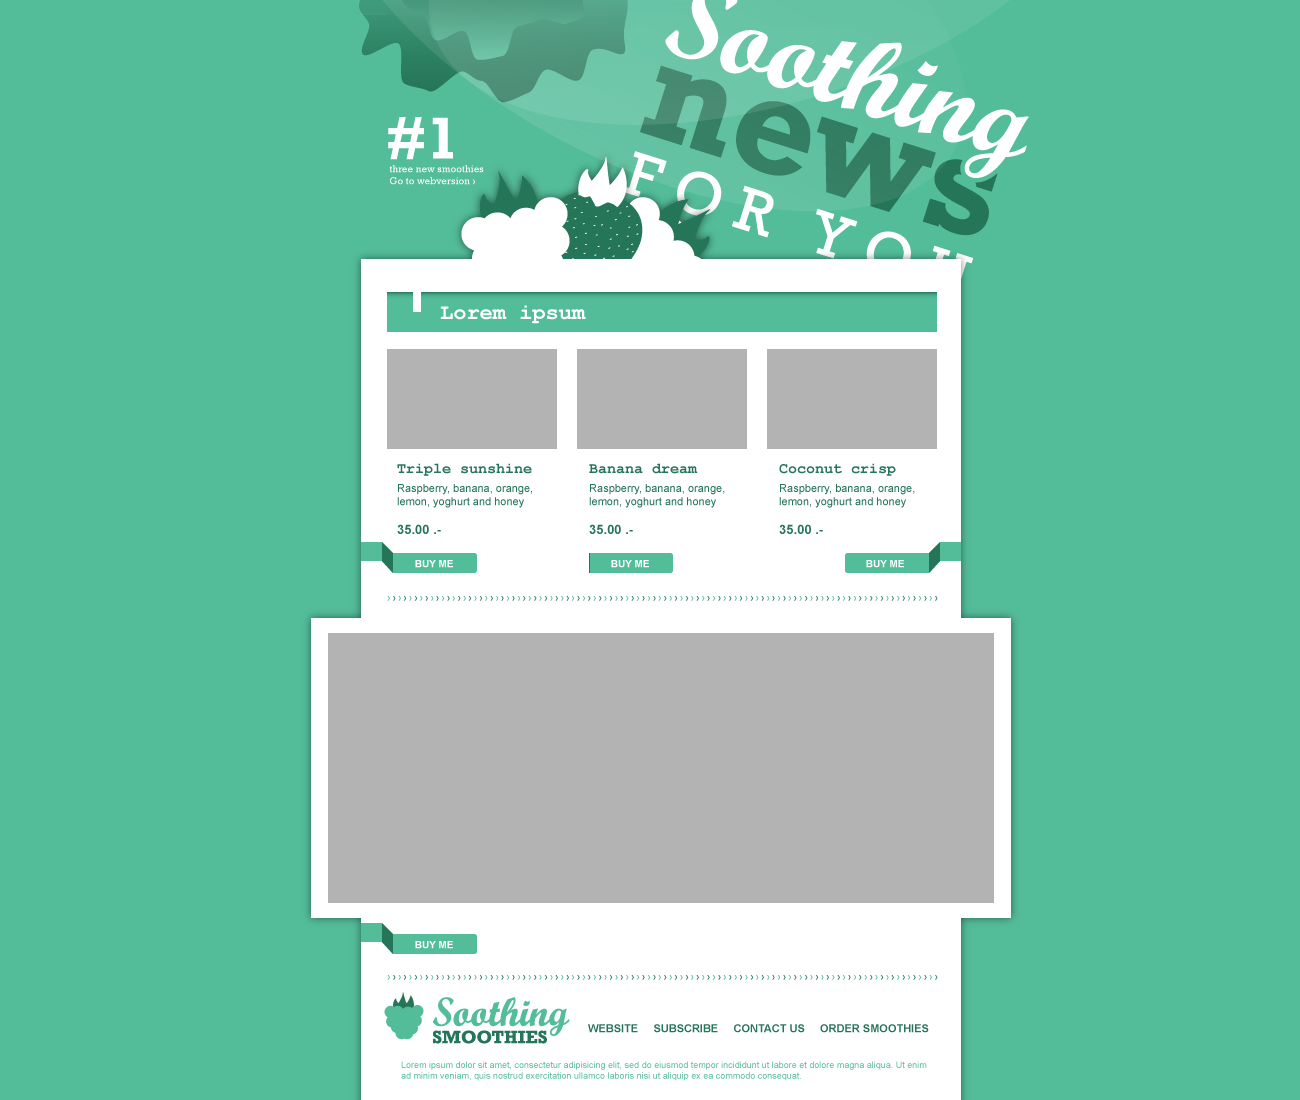 Soothing
news
FOR YOU
#1
three new smoothies
Go to webversion ›
Lorem ipsum
Triple sunshine
Raspberry, banana, orange,
lemon, yoghurt and honey
35.00 .-
BUY ME
Banana dream
Raspberry, banana, orange,
lemon, yoghurt and honey
35.00 .-
BUY ME
Coconut crisp
Raspberry, banana, orange,
lemon, yoghurt and honey
35.00 .-
BUY ME
BUY ME
Soothing
SMOOTHIES
WEBSITE SUBSCRIBE CONTACT US ORDER SMOOTHIES
Lorem ipsum dolor sit amet, consectetur adipisicing elit, sed do eiusmod tempor incididunt ut labore et dolore magna aliqua. Ut enim
ad minim veniam, quis nostrud exercitation ullamco laboris nisi ut aliquip ex ea commodo consequat.